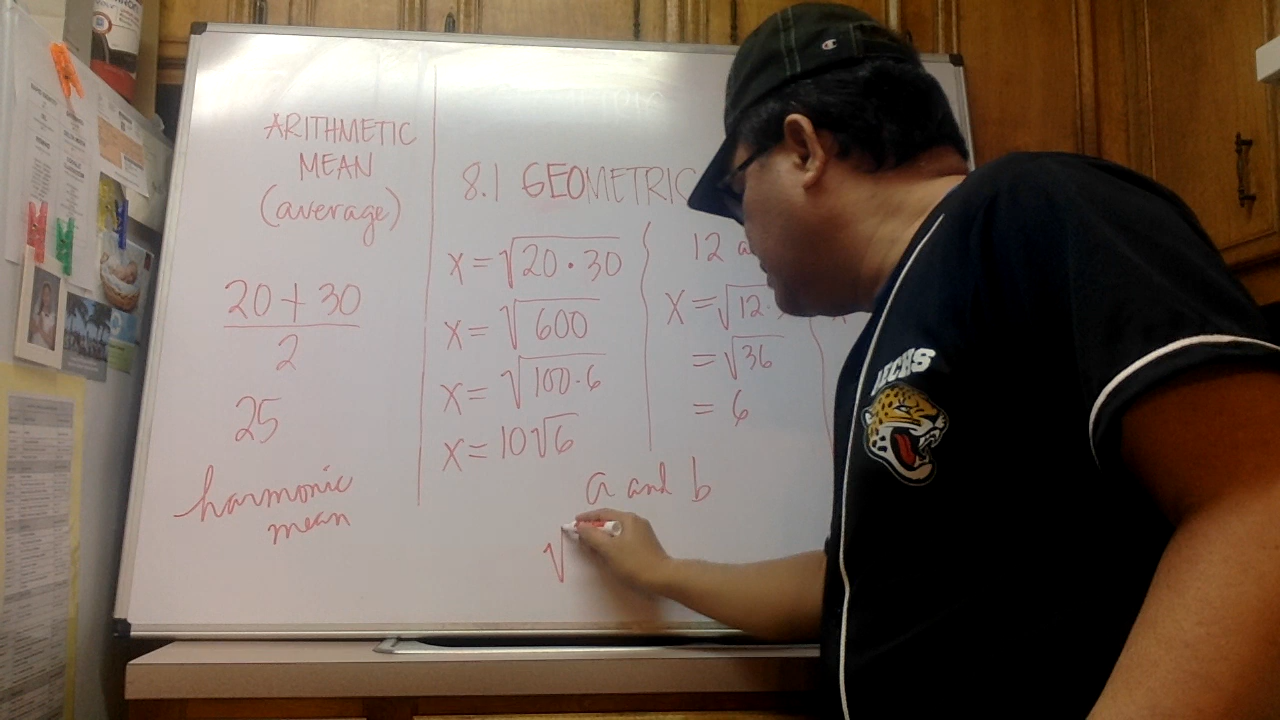 ARITHMETIC
MEAN
(average)
20 + 30
2
25
harmonic
mean
8.1 GEOMETRIC
x = √20 · 30
x = √600
x = √100 · 6
x = 10√6
12 a
x = √12 ·
= √36
= 6
a and b
√